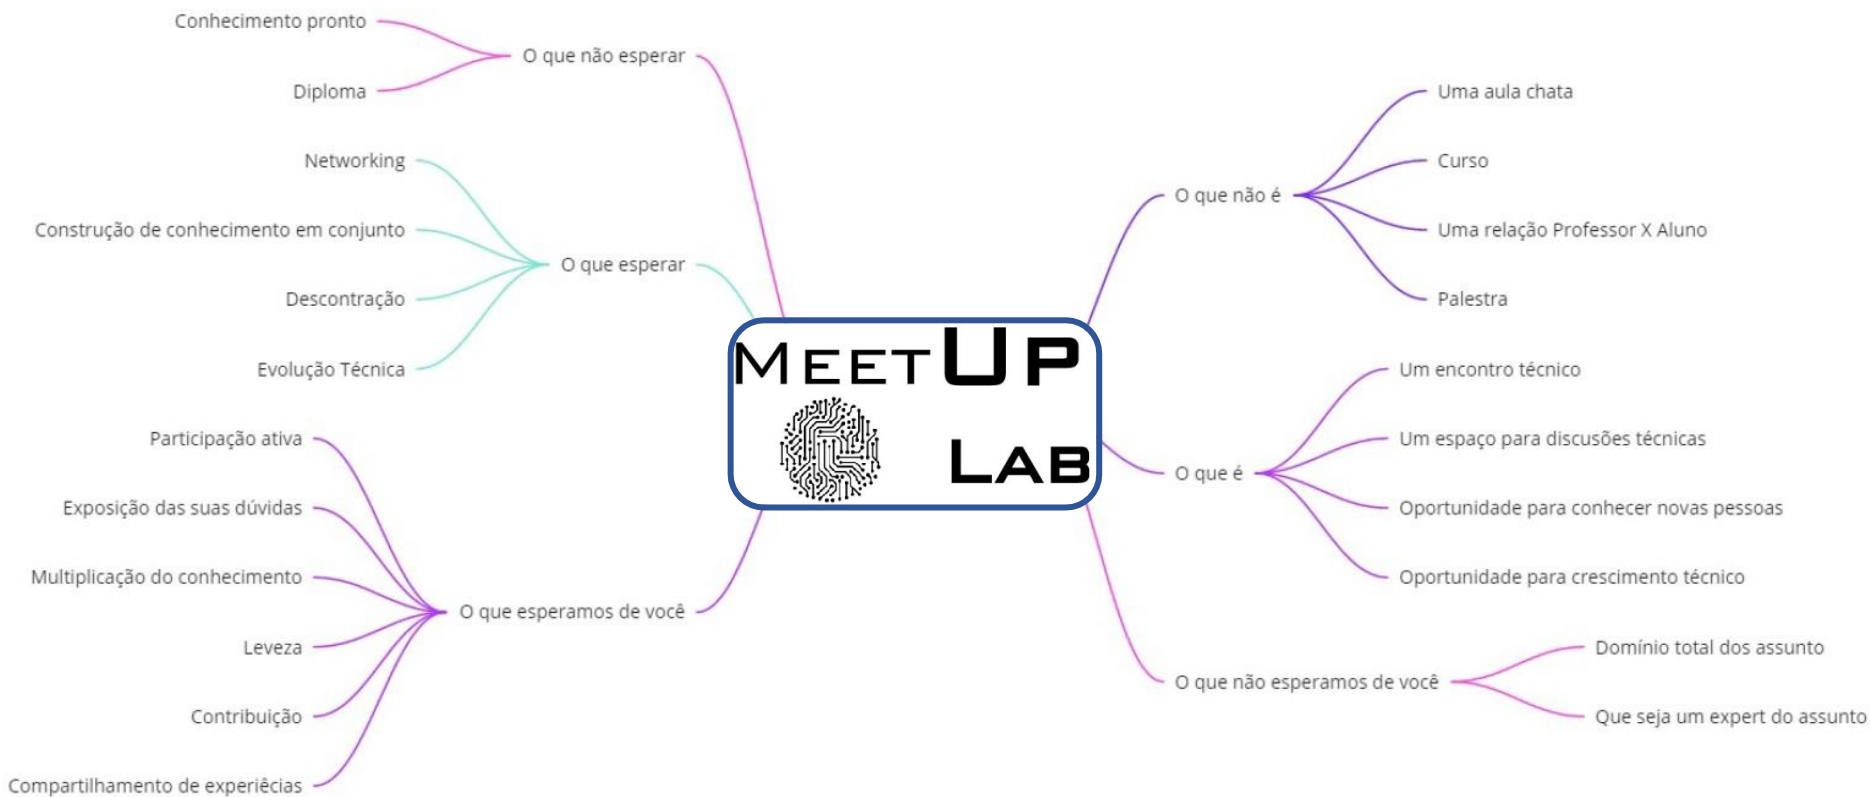 Conhecimento pronto
Diploma
O que não esperar
Networking
Construção de conhecimento em conjunto
Descontração
Evolução Técnica
O que esperar
Participação ativa
Exposição das suas dúvidas
Multiplicação do conhecimento
Leveza
Contribuição
Compartilhamento de experiêcias
O que esperamos de você
MEETUP
LAB
O que não é
Uma aula chata
Curso
Uma relação Professor X Aluno
Palestra
O que é
Um encontro técnico
Um espaço para discusões técnicas
Oportunidade para conhecer novas pessoas
Oportunidade para crescimento técnico
O que não esperamos de você
Domínio total dos assunto
Que seja um expert do assunto